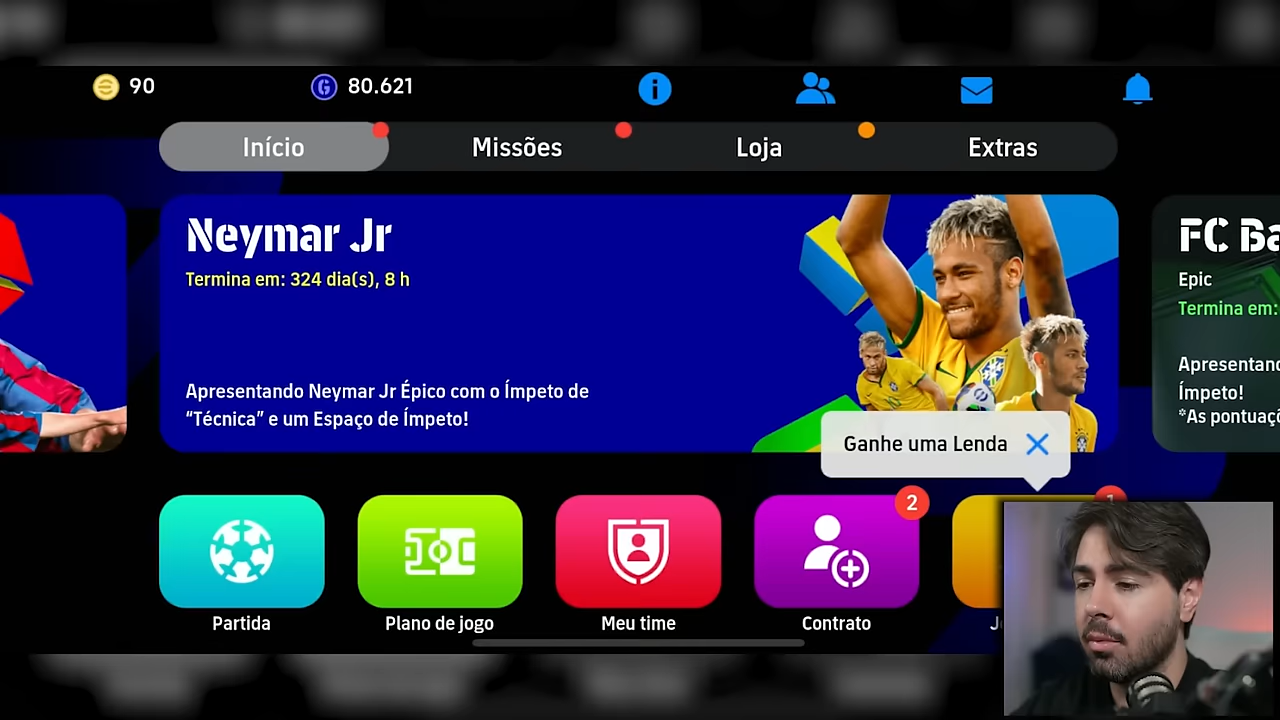 90
80.621
Início
Missões
Loja
Extras
Neymar Jr
Termina em: 324 dia(s), 8 h
Apresentando Neymar Jr Épico com o Ímpeto de
“Técnica” e um Espaço de Ímpeto!
FC Ba
Epic
Termina em:
Apresentand
Ímpeto!
*As pontuaçõ
Ganhe uma Lenda
2
1
Partida
Plano de jogo
Meu time
Contrato